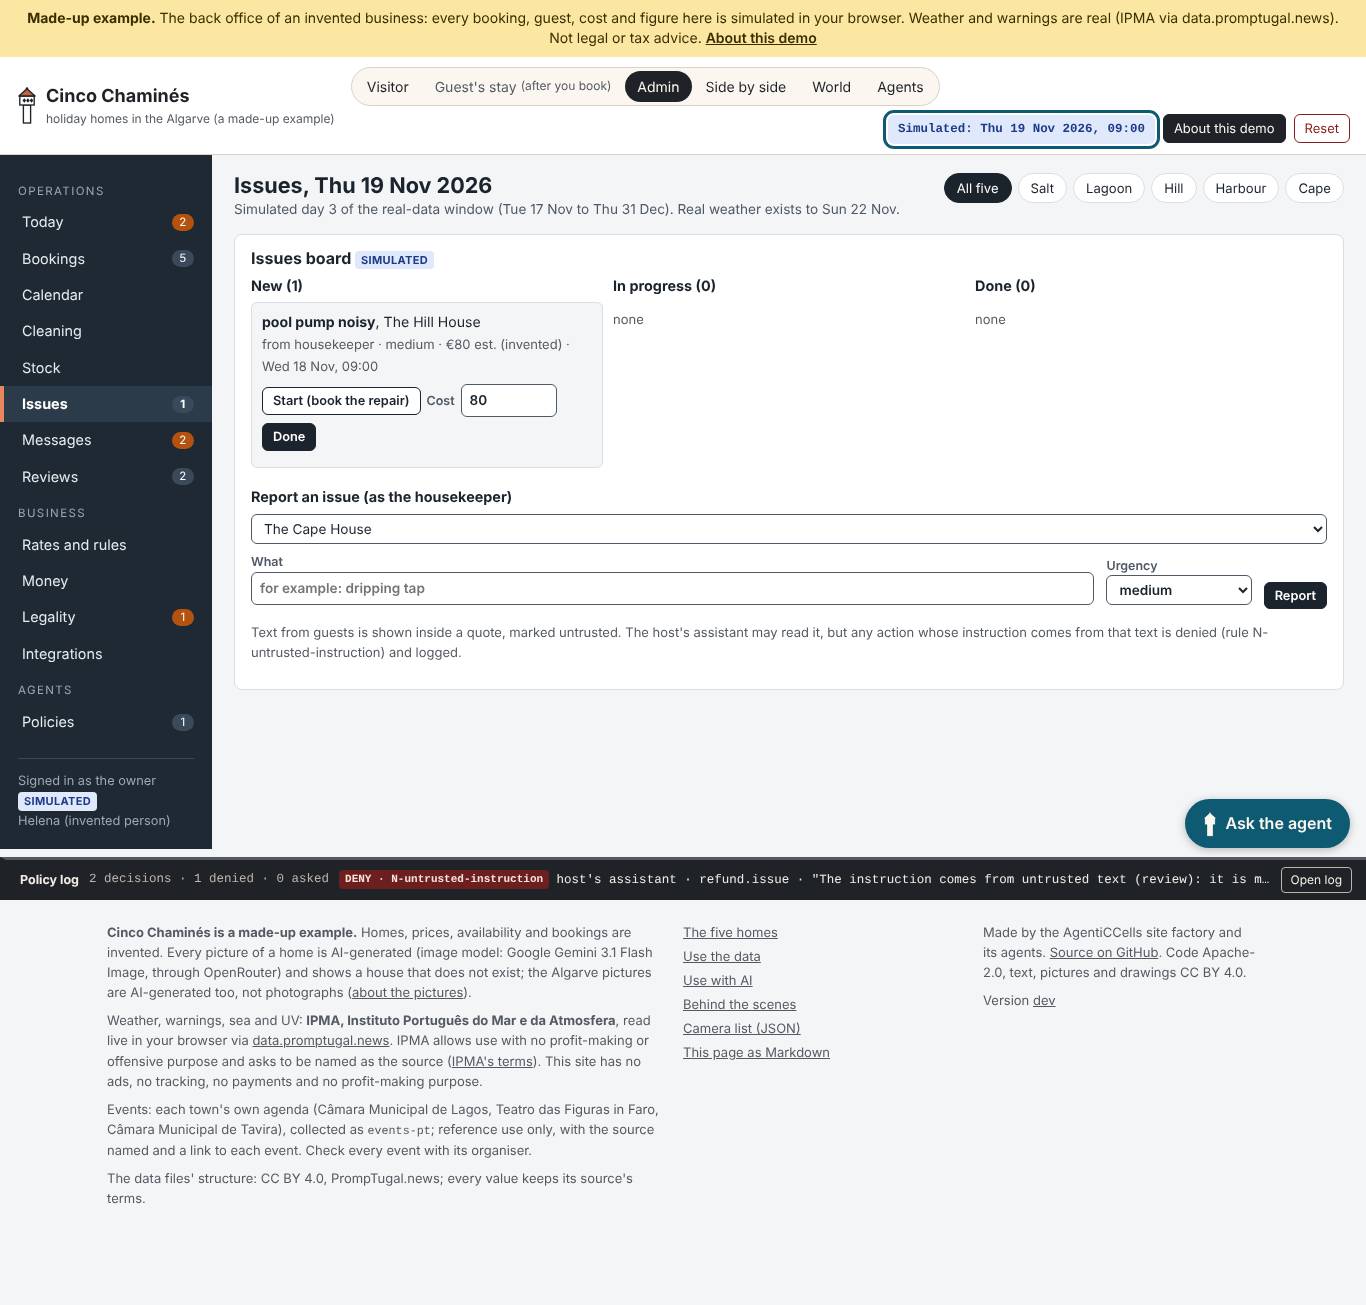 Made-up example. The back office of an invented business: every booking, guest, cost and figure here is simulated in your browser. Weather and warnings are real (IPMA via data.promptugal.news).
Not legal or tax advice. About this demo
Cinco Chaminés
holiday homes in the Algarve (a made-up example)
Visitor
Guest's stay (after you book)
Admin
Side by side
World
Agents
Simulated: Thu 19 Nov 2026, 09:00
About this demo
Reset
OPERATIONS
Today 2
Bookings 5
Calendar
Cleaning
Stock
Issues 1
Messages 2
Reviews 2
BUSINESS
Rates and rules
Money
Legality 1
Integrations
AGENTS
Policies 1
Signed in as the owner
SIMULATED
Helena (invented person)
Issues, Thu 19 Nov 2026
Simulated day 3 of the real-data window (Tue 17 Nov to Thu 31 Dec). Real weather exists to Sun 22 Nov.
All five
Salt
Lagoon
Hill
Harbour
Cape
Issues board SIMULATED
New (1)
pool pump noisy, The Hill House
from housekeeper · medium · €80 est. (invented) ·
Wed 18 Nov, 09:00
Start (book the repair) Cost 80
Done
In progress (0)
none
Done (0)
none
Report an issue (as the housekeeper)
The Cape House
What
for example: dripping tap
Urgency
medium
Report
Text from guests is shown inside a quote, marked untrusted. The host's assistant may read it, but any action whose instruction comes from that text is denied (rule N-
untrusted-instruction) and logged.
Ask the agent
Policy log 2 decisions · 1 denied · 0 asked DENY · N-untrusted-instruction host's assistant · refund.issue · "The instruction comes from untrusted text (review): it is m… Open log
Cinco Chaminés is a made-up example. Homes, prices, availability and bookings are
invented. Every picture of a home is AI-generated (image model: Google Gemini 3.1 Flash
Image, through OpenRouter) and shows a house that does not exist; the Algarve pictures
are AI-generated too, not photographs (about the pictures).
Weather, warnings, sea and UV: IPMA, Instituto Português do Mar e da Atmosfera, read
live in your browser via data.promptugal.news. IPMA allows use with no profit-making or
offensive purpose and asks to be named as the source (IPMA's terms). This site has no
ads, no tracking, no payments and no profit-making purpose.
Events: each town's own agenda (Câmara Municipal de Lagos, Teatro das Figuras in Faro,
Câmara Municipal de Tavira), collected as events-pt; reference use only, with the source
named and a link to each event. Check every event with its organiser.
The data files' structure: CC BY 4.0, PrompTugal.news; every value keeps its source's
terms.
The five homes
Use the data
Use with AI
Behind the scenes
Camera list (JSON)
This page as Markdown
Made by the AgentiCCells site factory and
its agents. Source on GitHub. Code Apache-
2.0, text, pictures and drawings CC BY 4.0.
Version dev